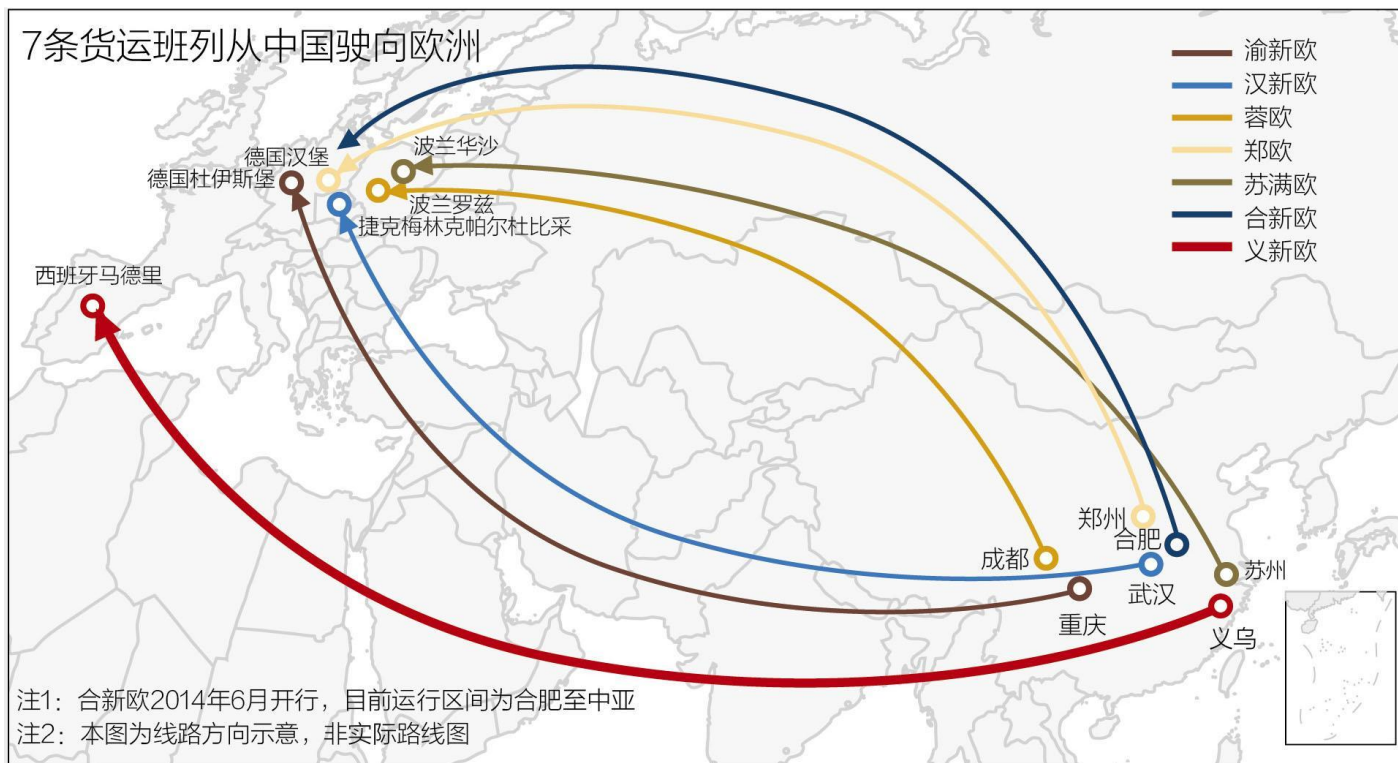 7条货运班列从中国驶向欧洲
渝新欧
汉新欧
蓉欧
郑欧
苏满欧
合新欧
义新欧
德国汉堡
波兰华沙
德国杜伊斯堡
波兰罗兹
捷克梅林克帕尔杜比采
西班牙马德里
郑州
合肥
成都
武汉
苏州
重庆
义乌
注1：合新欧2014年6月开行，目前运行区间为合肥至中亚
注2：本图为线路方向示意，非实际路线图